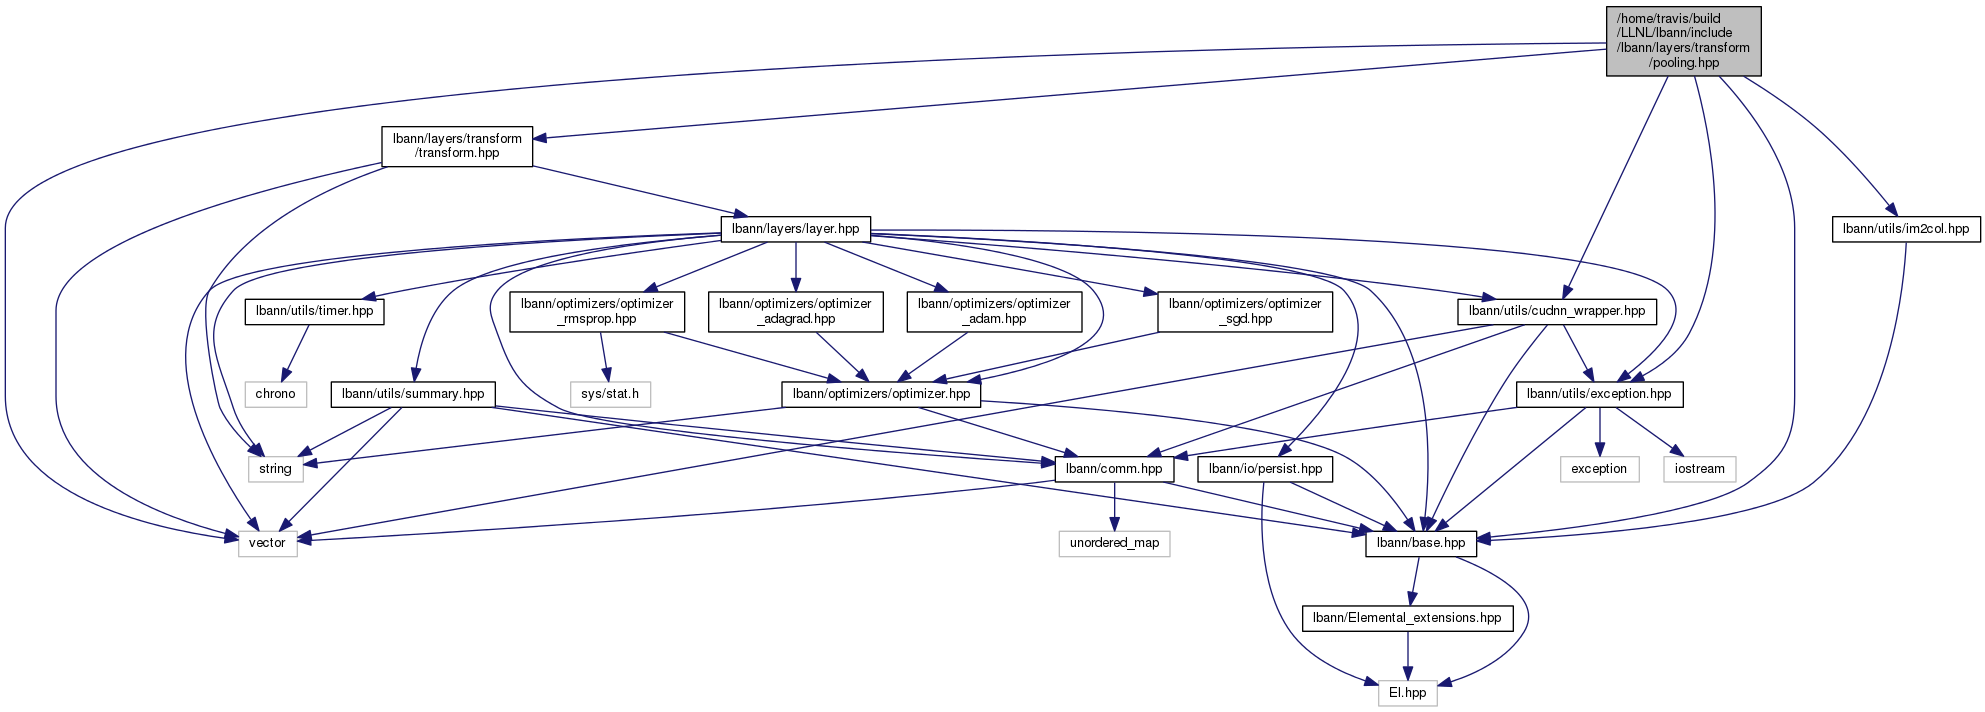 /home/travis/build
/LLNL/lbann/include
/lbann/layers/transform
/pooling.hpp
lbann/layers/transform
/transform.hpp
lbann/layers/layer.hpp
lbann/utils/im2col.hpp
lbann/utils/timer.hpp
lbann/optimizers/optimizer
_rmsprop.hpp
lbann/optimizers/optimizer
_adagrad.hpp
lbann/optimizers/optimizer
_adam.hpp
lbann/optimizers/optimizer
_sgd.hpp
lbann/utils/cudnn_wrapper.hpp
chrono
lbann/utils/summary.hpp
sys/stat.h
lbann/optimizers/optimizer.hpp
lbann/utils/exception.hpp
string
lbann/comm.hpp
lbann/io/persist.hpp
exception
iostream
vector
unordered_map
lbann/base.hpp
lbann/Elemental_extensions.hpp
El.hpp